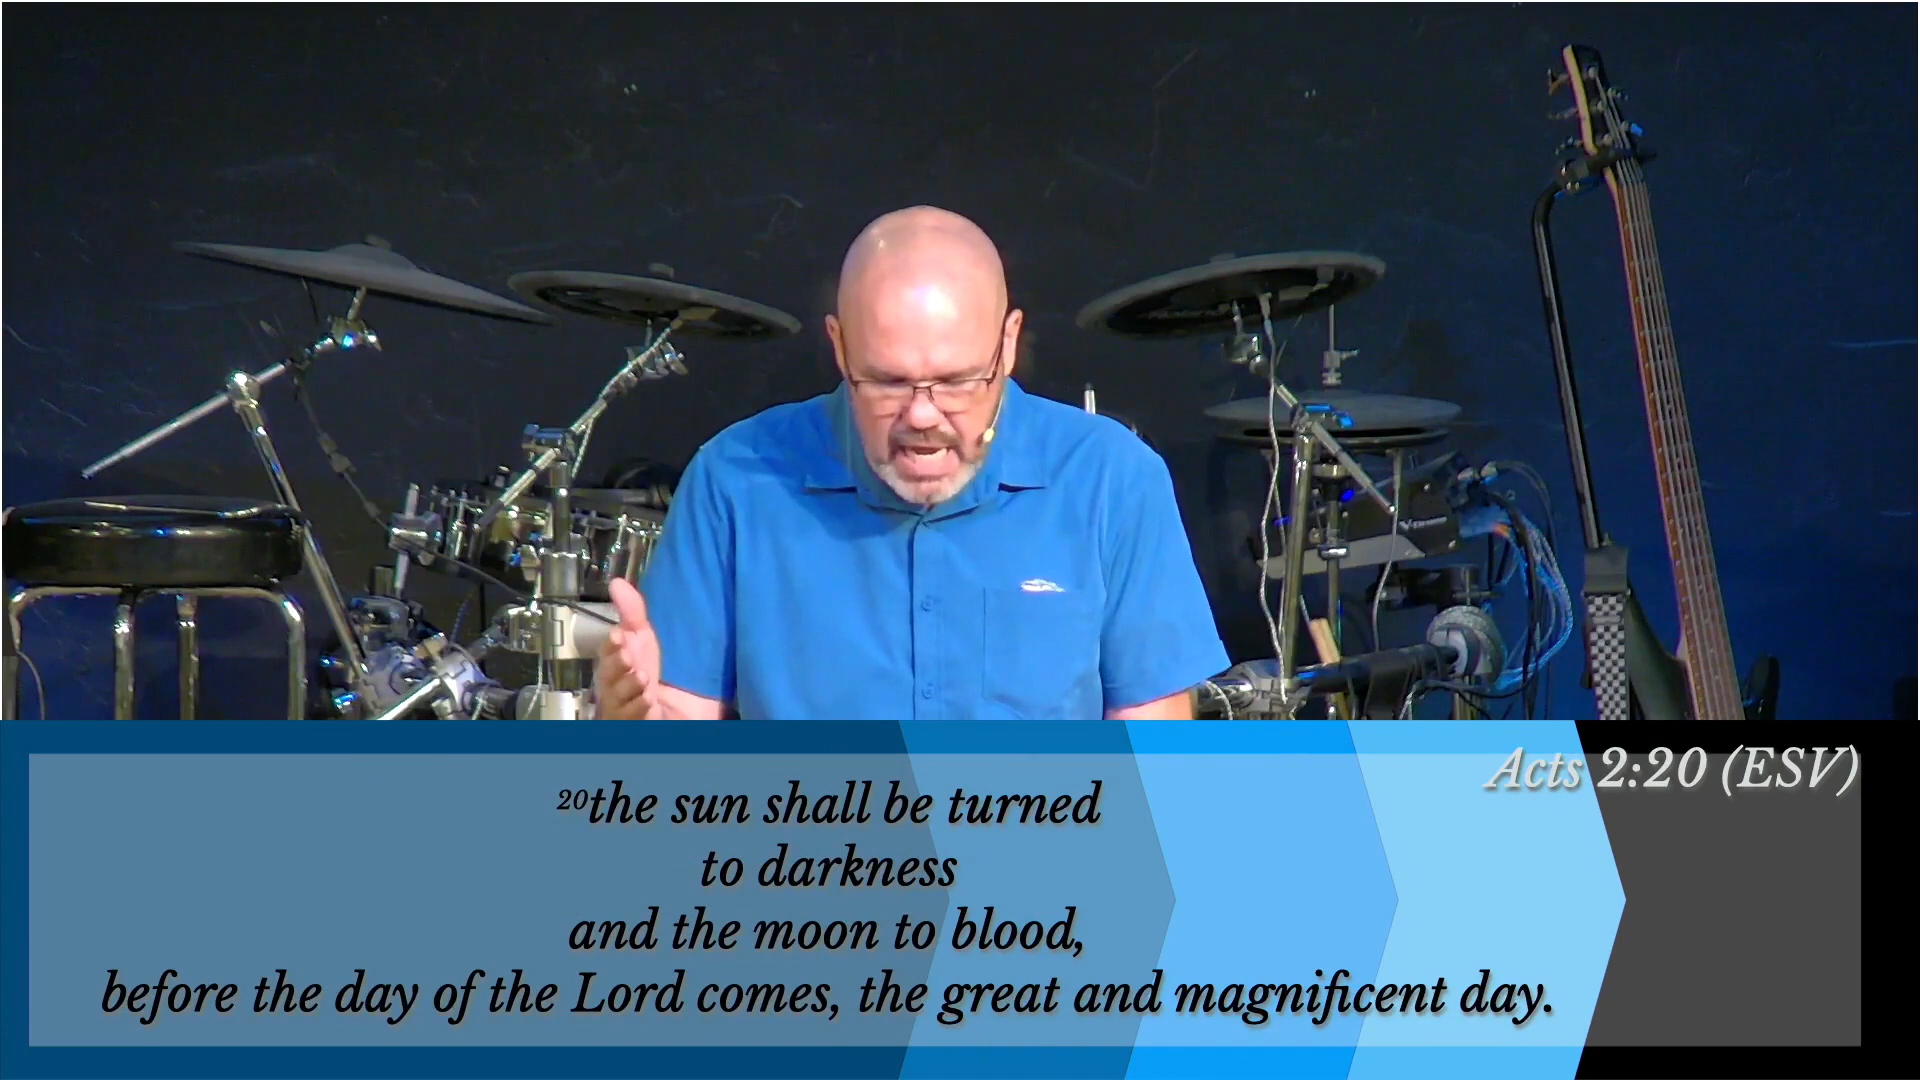 Acts 2:20 (ESV)
20the sun shall be turned
to darkness
and the moon to blood,
before the day of the Lord comes, the great and magnificent day.